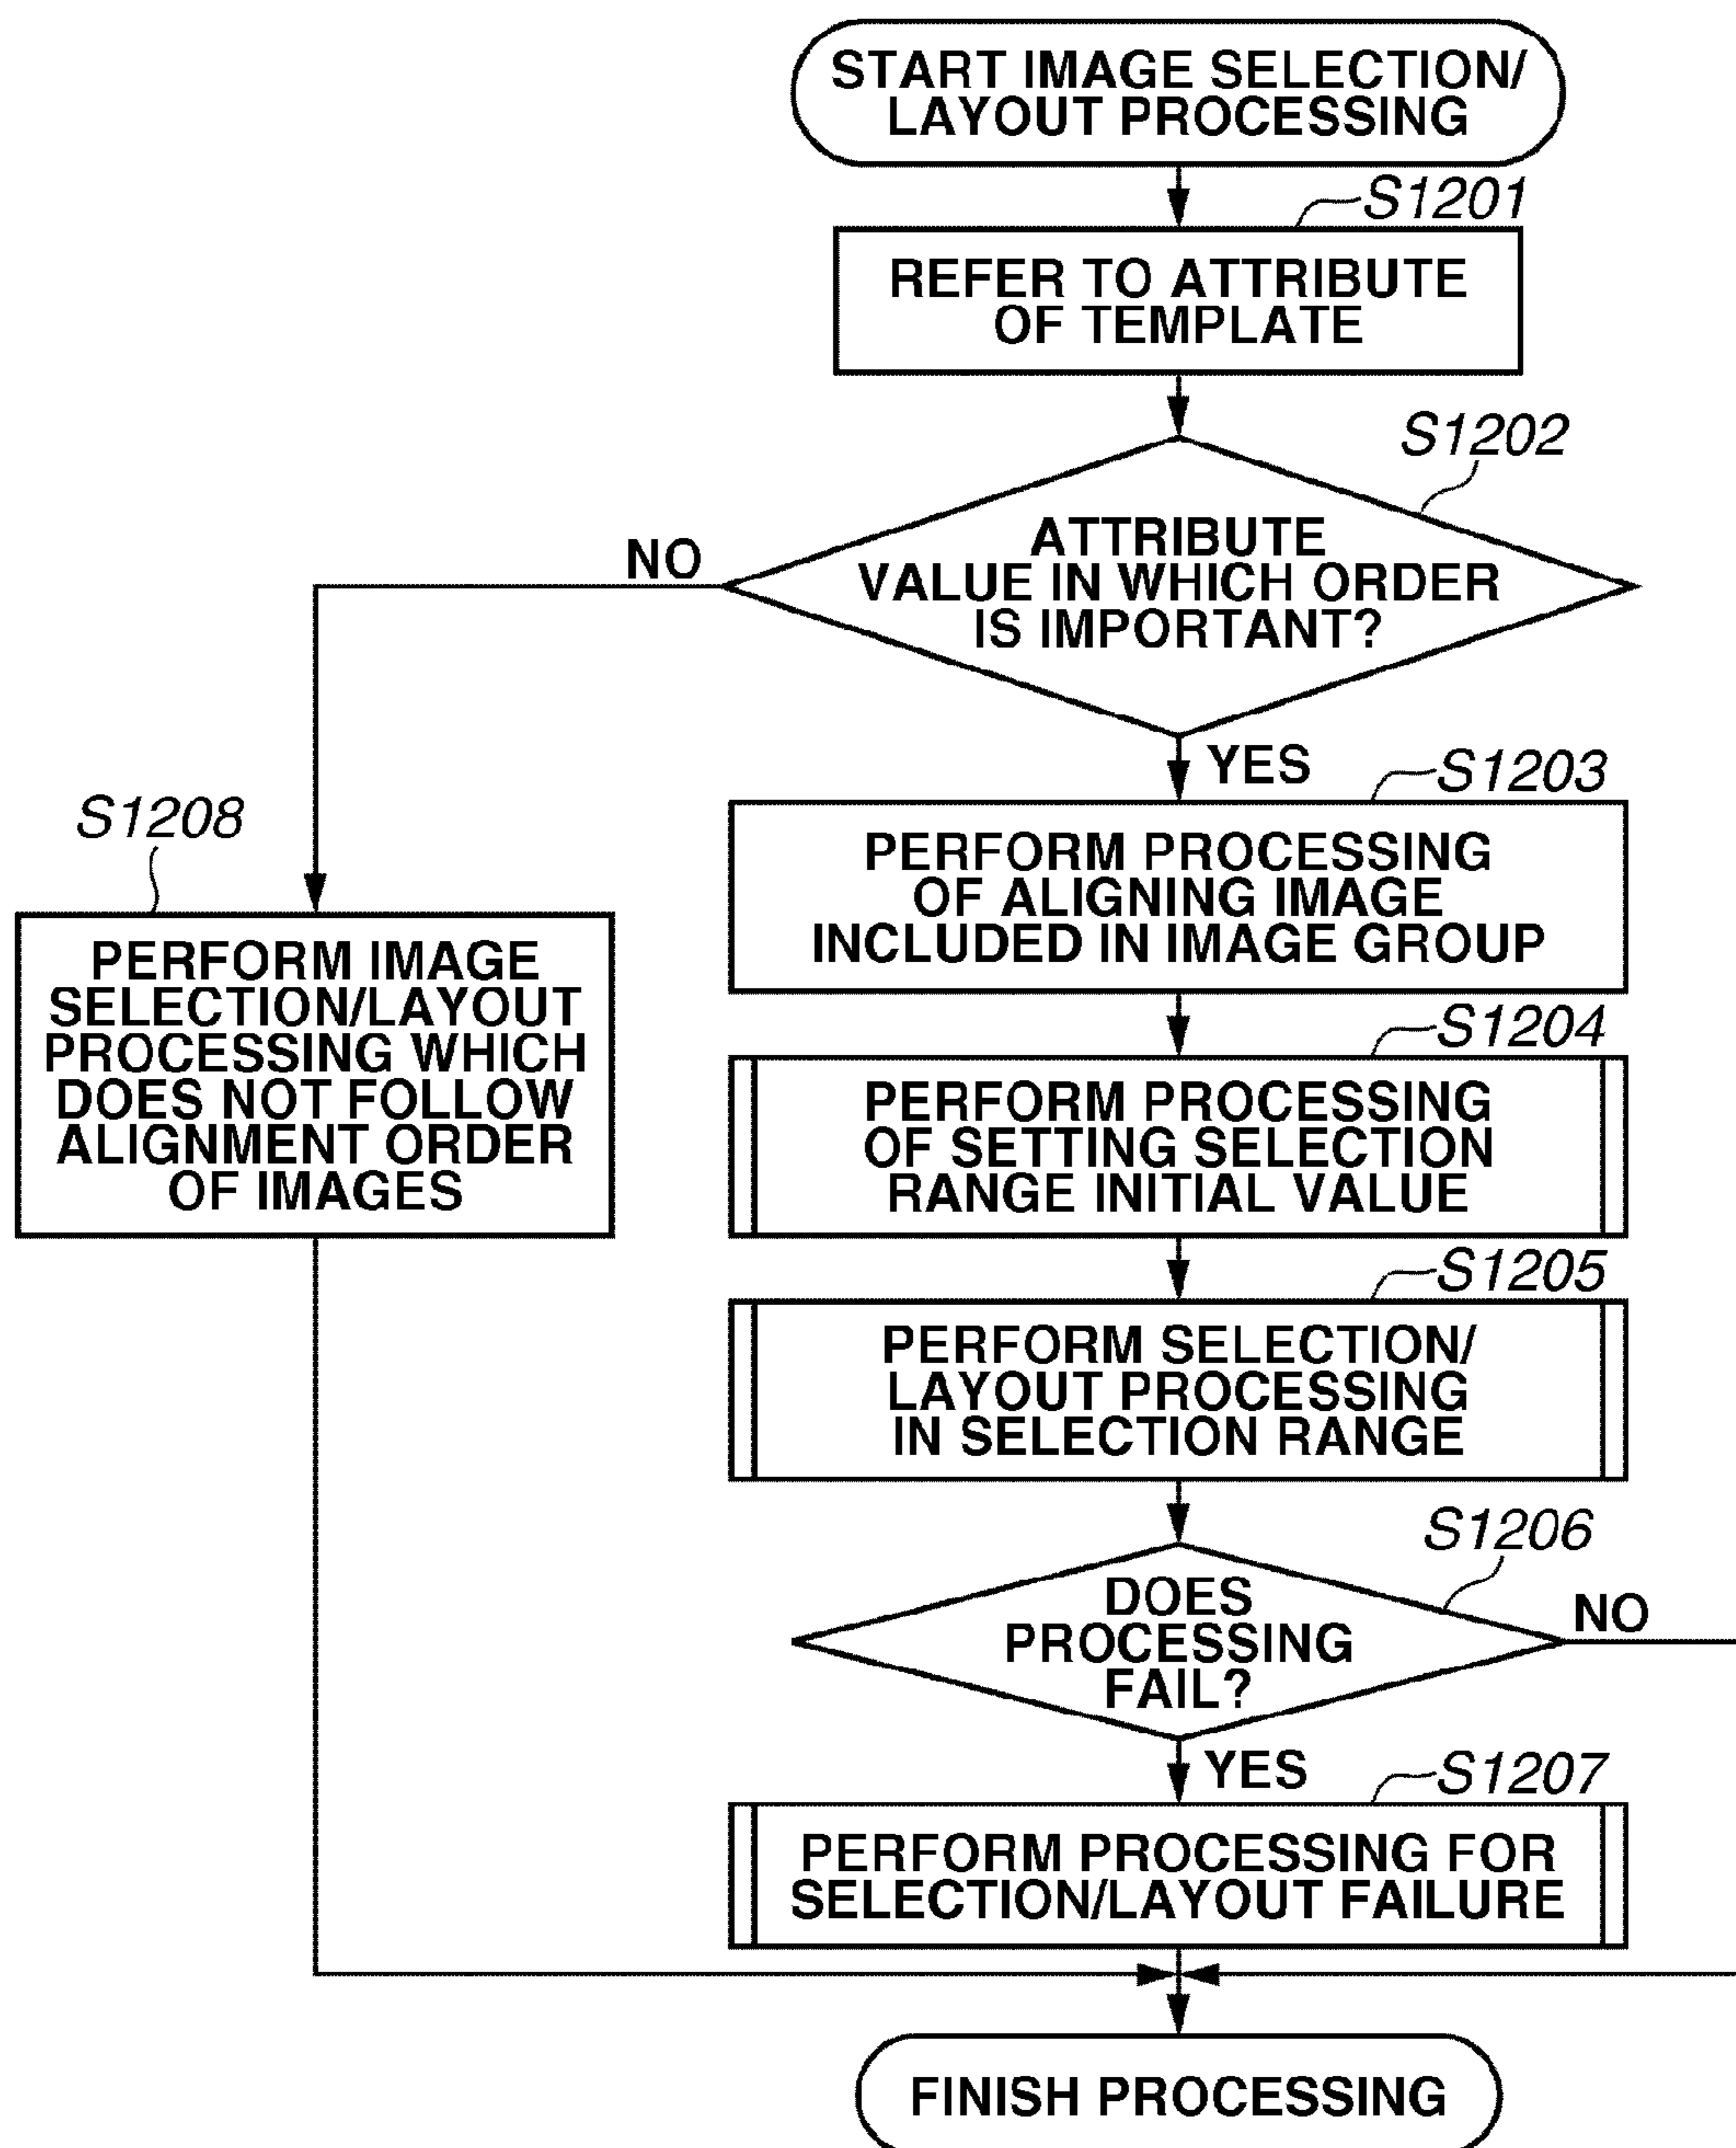 START IMAGE SELECTION/
LAYOUT PROCESSING
S1201
REFER TO ATTRIBUTE
OF TEMPLATE
S1202
ATTRIBUTE
VALUE IN WHICH ORDER
IS IMPORTANT?
NO
YES
S1203
PERFORM PROCESSING
OF ALIGNING IMAGE
INCLUDED IN IMAGE GROUP
S1208
PERFORM IMAGE
SELECTION/LAYOUT
PROCESSING WHICH
DOES NOT FOLLOW
ALIGNMENT ORDER
OF IMAGES
S1204
PERFORM PROCESSING
OF SETTING SELECTION
RANGE INITIAL VALUE
S1205
PERFORM SELECTION/
LAYOUT PROCESSING
IN SELECTION RANGE
S1206
DOES
PROCESSING
FAIL?
NO
YES
S1207
PERFORM PROCESSING FOR
SELECTION/LAYOUT FAILURE
FINISH PROCESSING